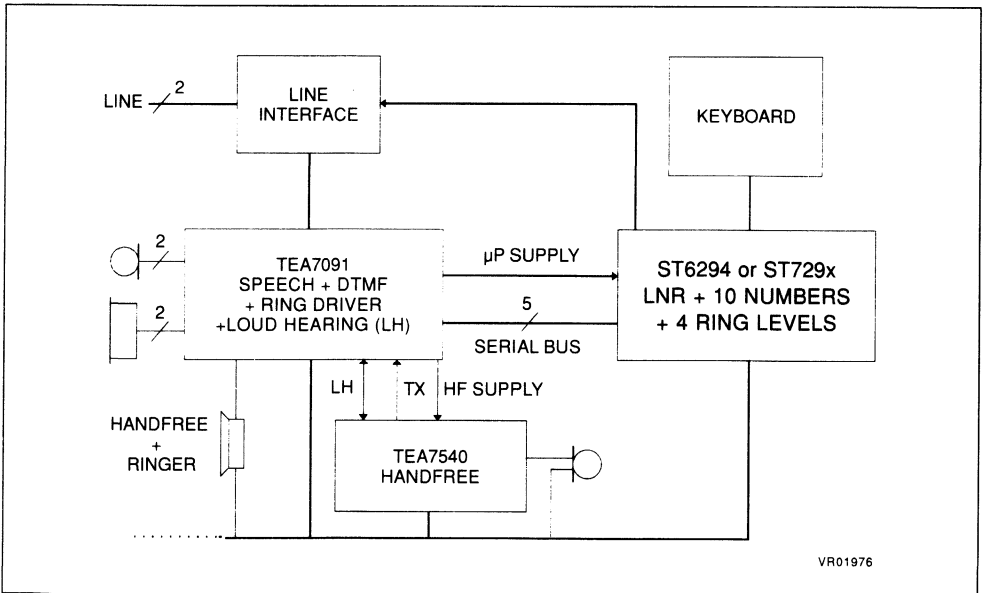 LINE
2
LINE
INTERFACE
KEYBOARD
2
TEA7091
SPEECH + DTMF
+ RING DRIVER
+LOUD HEARING (LH)
2
µP SUPPLY
5
SERIAL BUS
ST6294 or ST729x
LNR + 10 NUMBERS
+ 4 RING LEVELS
LH
TX
HF SUPPLY
HANDFREE
+
RINGER
TEA7540
HANDFREE
VR01976